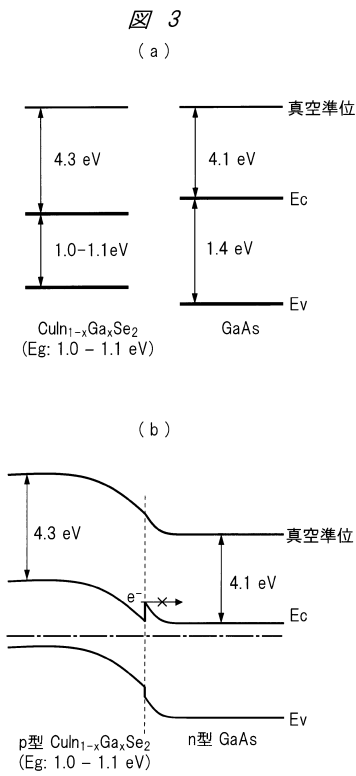 図 3
( a )
真空準位
4.3 eV
4.1 eV
Ec
1.0−1.1eV
1.4 eV
Ev
CuIn₁₋ₓGaₓSe₂
(Eg: 1.0 − 1.1 eV)
GaAs
( b )
4.3 eV
真空準位
4.1 eV
e⁻
Ec
Ev
p型 CuIn₁₋ₓGaₓSe₂
(Eg: 1.0 − 1.1 eV)
n型 GaAs